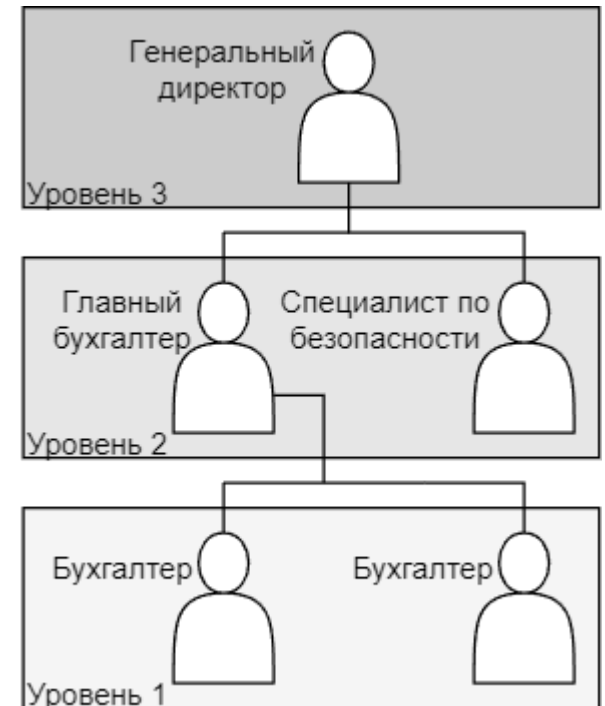 Генеральный
директор
Уровень 3
Главный
бухгалтер
Специалист по
безопасности
Уровень 2
Бухгалтер
Бухгалтер
Уровень 1